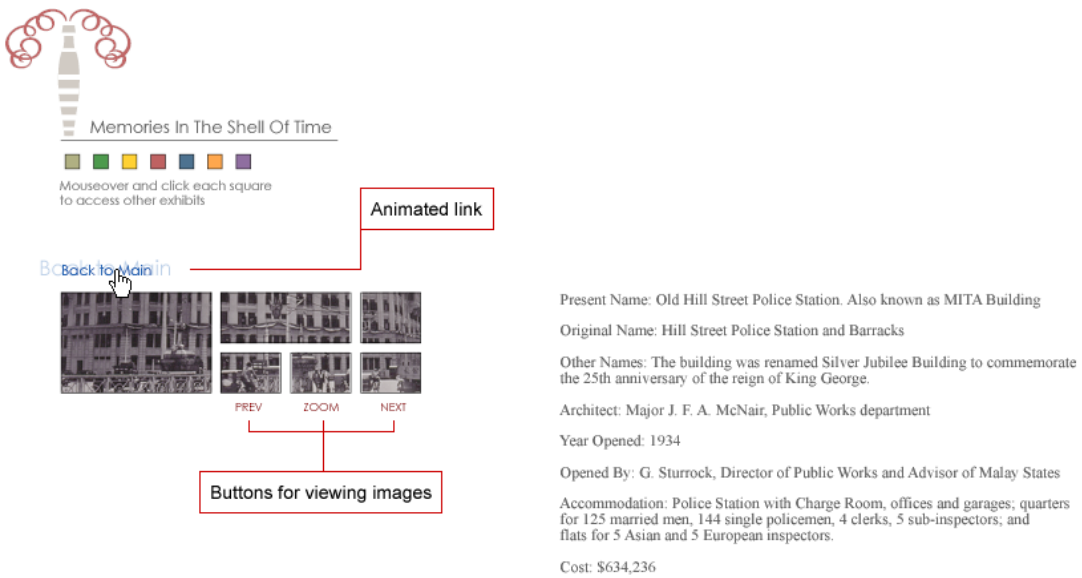 Memories In The Shell Of Time
Mouseover and click each square
to access other exhibits
Animated link
Back to Main
Back to Main
PREV ZOOM NEXT
Buttons for viewing images
Present Name: Old Hill Street Police Station. Also known as MITA Building
Original Name: Hill Street Police Station and Barracks
Other Names: The building was renamed Silver Jubilee Building to commemorate
the 25th anniversary of the reign of King George.
Architect: Major J. F. A. McNair, Public Works department
Year Opened: 1934
Opened By: G. Sturrock, Director of Public Works and Advisor of Malay States
Accommodation: Police Station with Charge Room, offices and garages; quarters
for 125 married men, 144 single policemen, 4 clerks, 5 sub-inspectors; and
flats for 5 Asian and 5 European inspectors.
Cost: $634,236